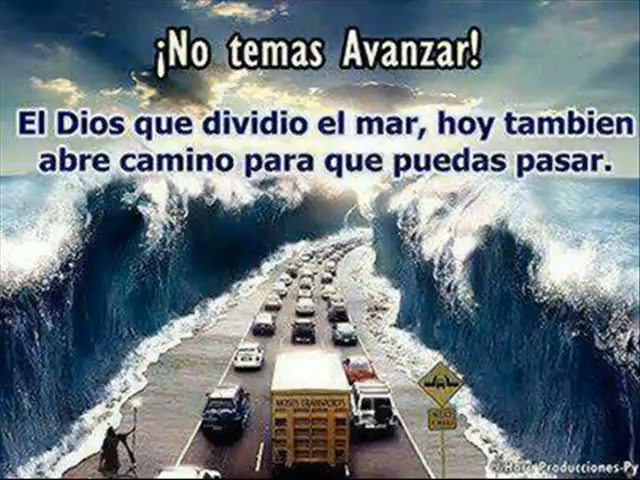 ¡No temas Avanzar!
El Dios que dividio el mar, hoy tambien
abre camino para que puedas pasar.
MOSES TRANSPORTS
Producciones-Py